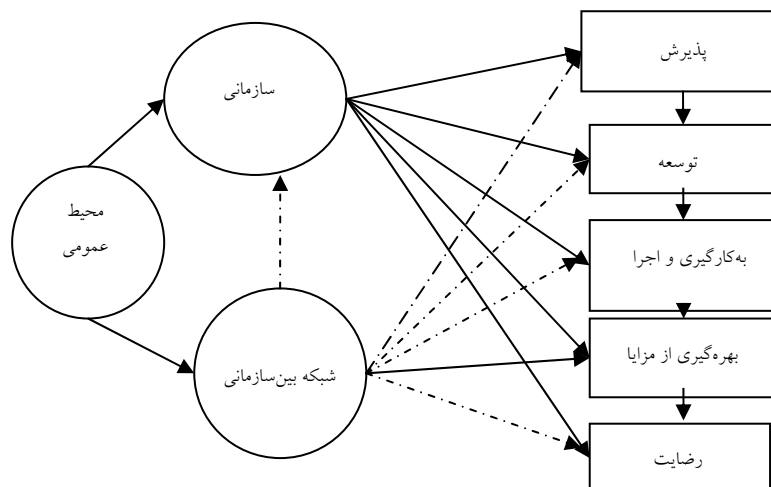 پذیرش
سازمانی
توسعه
محیط
عمومی
به‌کارگیری و اجرا
بهره‌گیری از مزایا
شبکه بین‌سازمانی
رضایت